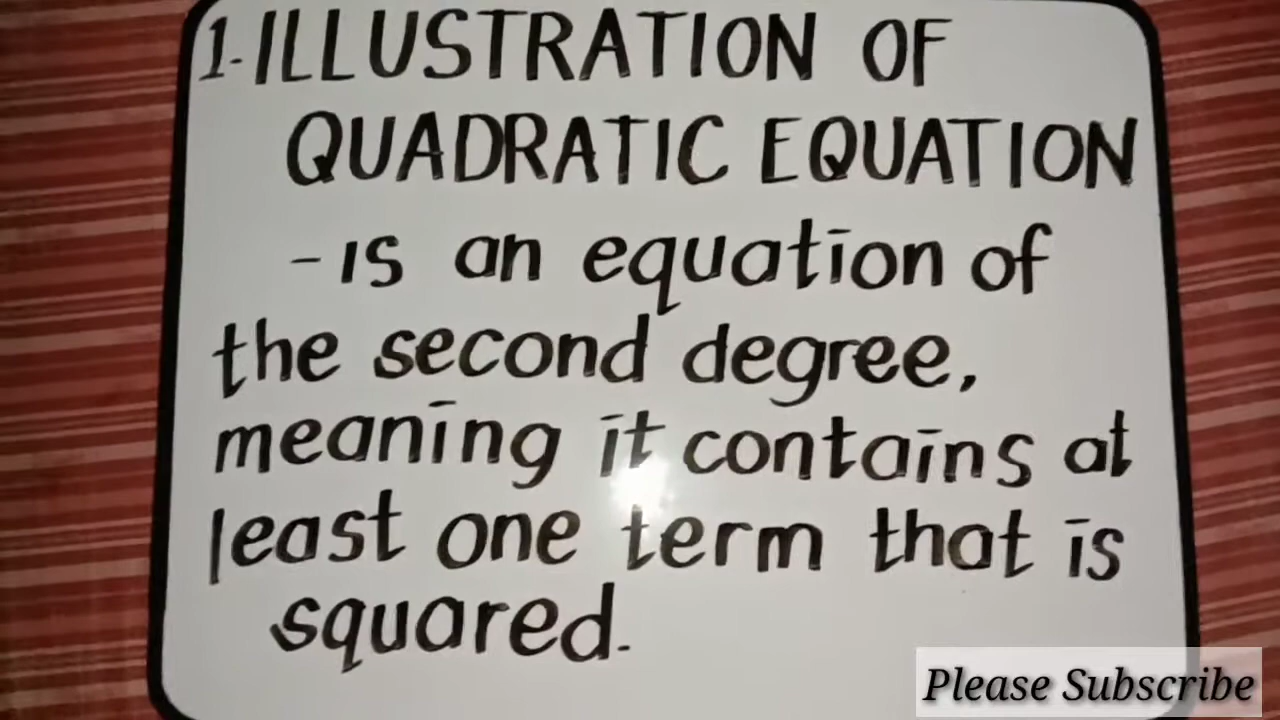 1. ILLUSTRATION OF
QUADRATIC EQUATION
- is an equation of
the second degree,
meaning it contains at
least one term that is
squared.
Please Subscribe